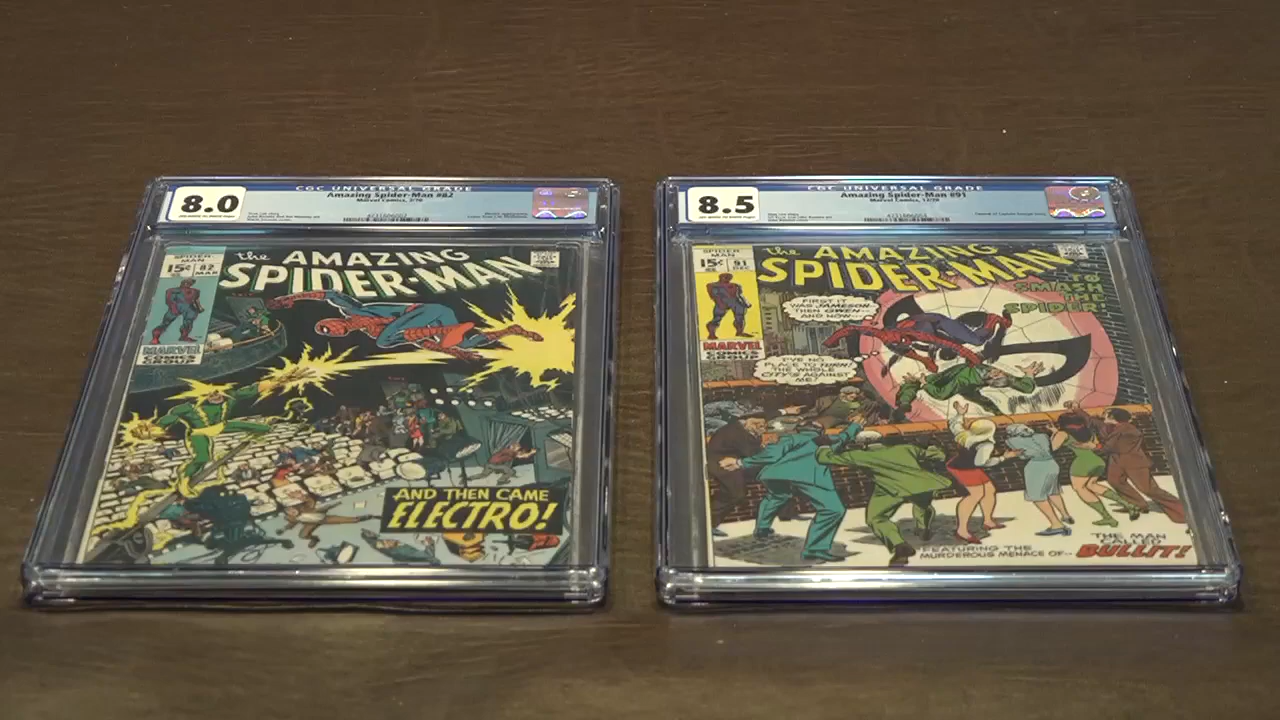 CGC UNIVERSAL GRADE
8.0
Amazing Spider-Man #82
Marvel Comics, 3/70
SPIDER-MAN
15¢
82
MAR
MARVEL
COMICS
GROUP
the AMAZING
SPIDER-MAN
AND THEN CAME
ELECTRO!
CGC UNIVERSAL GRADE
8.5
Amazing Spider-Man #91
Marvel Comics, 12/70
SPIDER-MAN
15¢
91
DEC
MARVEL
COMICS
GROUP
the AMAZING
SPIDER-MAN
TO
SMASH
THE
SPIDER!
FIRST IT
WAS JAMESON--
THEN GWEN--
AND NOW--
I'VE NO
PLACE TO TURN!
THE WHOLE
CITY'S AGAINST
ME!
FEATURING THE
MURDEROUS MENACE OF--
THE MAN
CALLED
BULLIT!